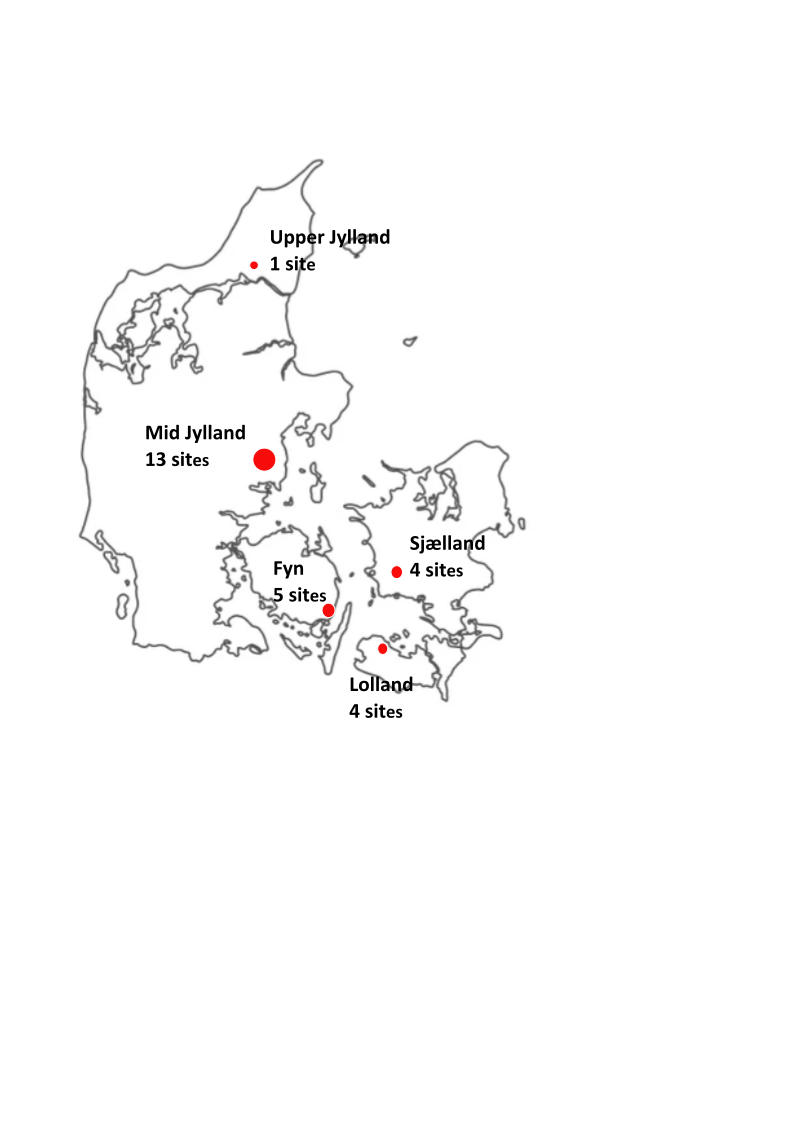 Upper Jylland
1 site
Mid Jylland
13 sites
Sjælland
4 sites
Fyn
5 sites
Lolland
4 sites